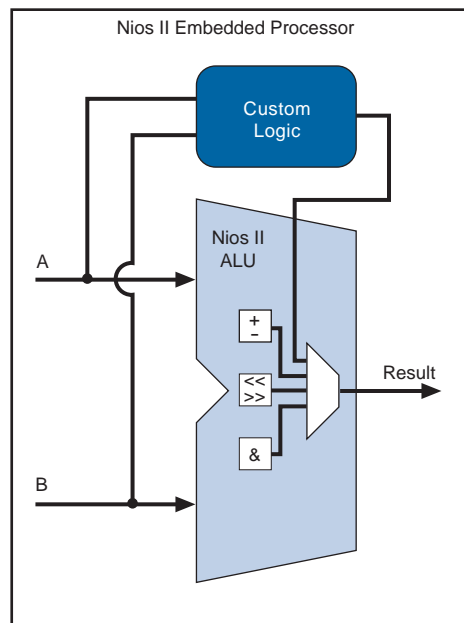 Nios II Embedded Processor
Custom
Logic
Nios II
ALU
A
+
-
<<
>>
Result
&
B